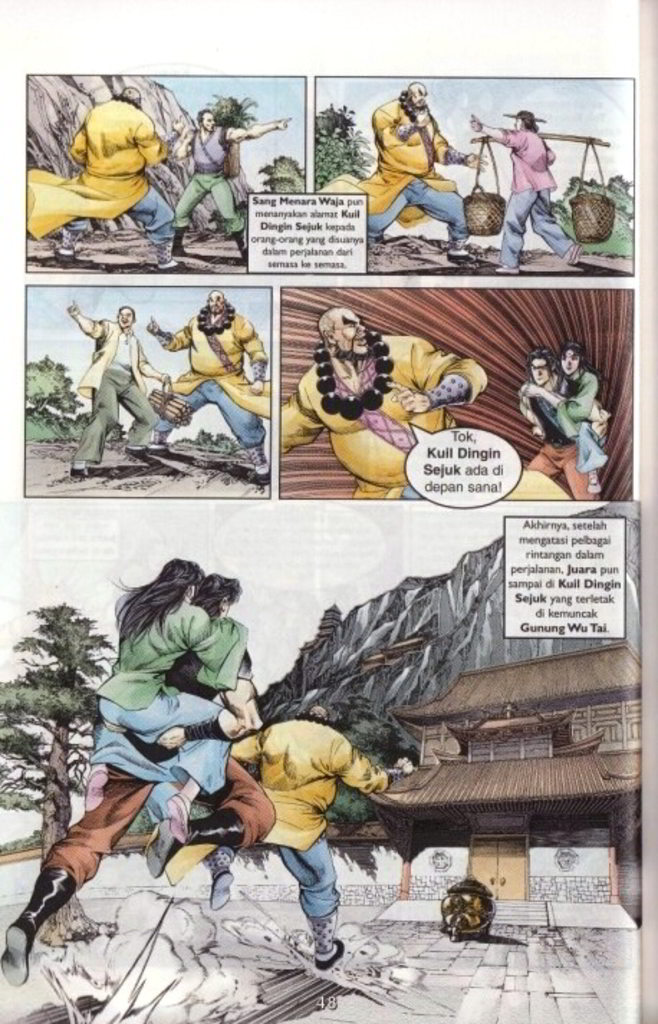 Sang Menara Waja pun
menanyakan alamat Kuil
Dingin Sejuk kepada
orang-orang yang disuanya
dalam perjalanan dari
semasa ke semasa.
Tok,
Kuil Dingin
Sejuk ada di
depan sana!
Akhirnya, setelah
mengatasi pelbagai
rintangan dalam
perjalanan, Juara pun
sampai di Kuil Dingin
Sejuk yang terletak
di kemuncak
Gunung Wu Tai.
48